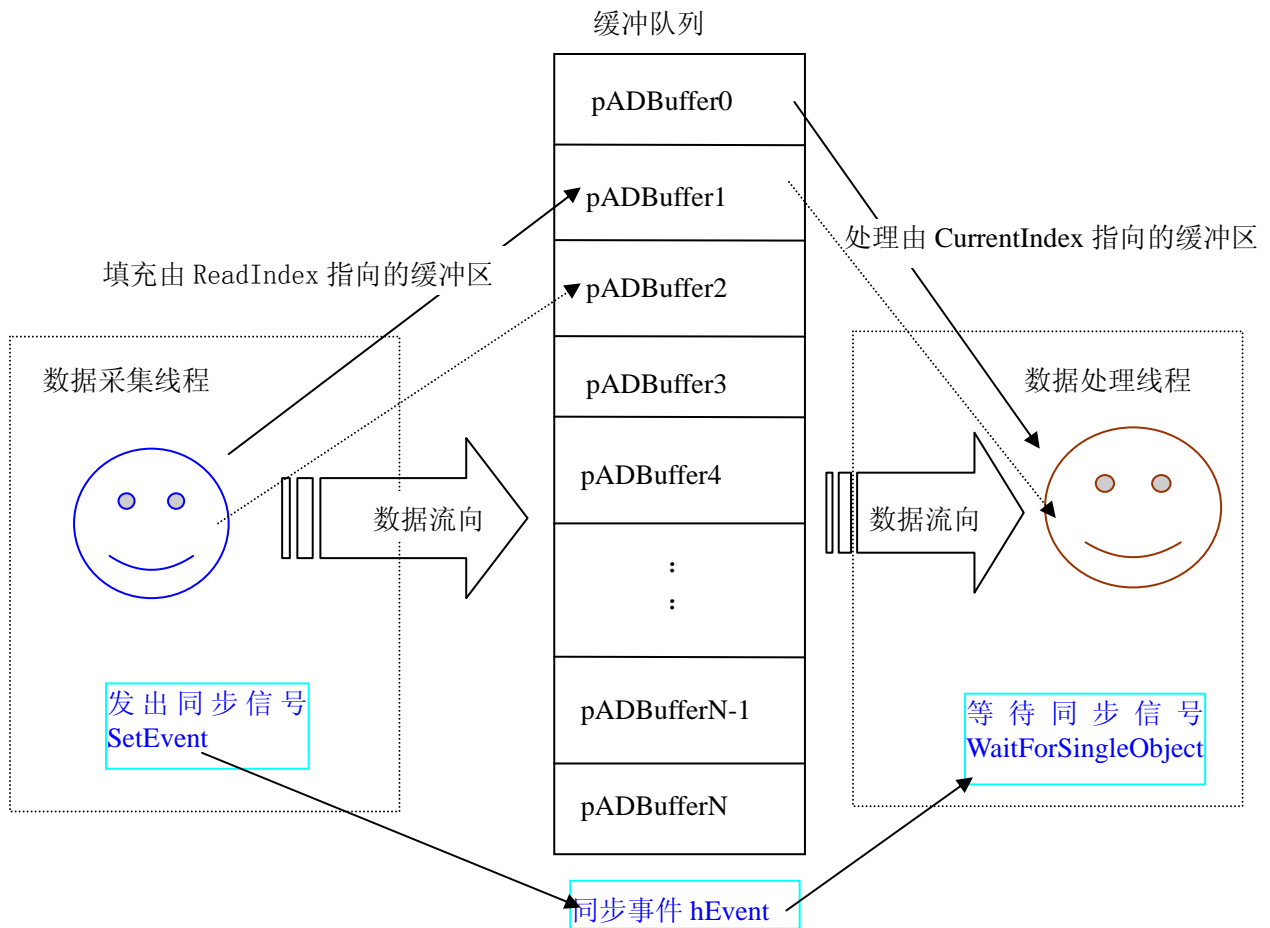 缓冲队列
pADBuffer0
pADBuffer1
处理由 CurrentIndex 指向的缓冲区
填充由 ReadIndex 指向的缓冲区
pADBuffer2
数据采集线程
pADBuffer3
数据处理线程
pADBuffer4
数据流向
数据流向
:
:
发出同步信号
SetEvent
pADBufferN-1
等待同步信号
WaitForSingleObject
pADBufferN
同步事件 hEvent